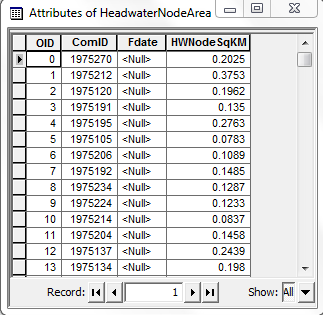 Attributes of HeadwaterNodeArea
OID ComID Fdate HWNodeSqKM
0 1975270 <Null> 0.2025
1 1975212 <Null> 0.3753
2 1975120 <Null> 0.1962
3 1975191 <Null> 0.135
4 1975195 <Null> 0.2763
5 1975105 <Null> 0.0783
6 1975206 <Null> 0.1089
7 1975192 <Null> 0.1485
8 1975234 <Null> 0.1287
9 1975224 <Null> 0.1233
10 1975214 <Null> 0.0837
11 1975204 <Null> 0.1458
12 1975137 <Null> 0.2439
13 1975134 <Null> 0.198
Record: 1 Show: All